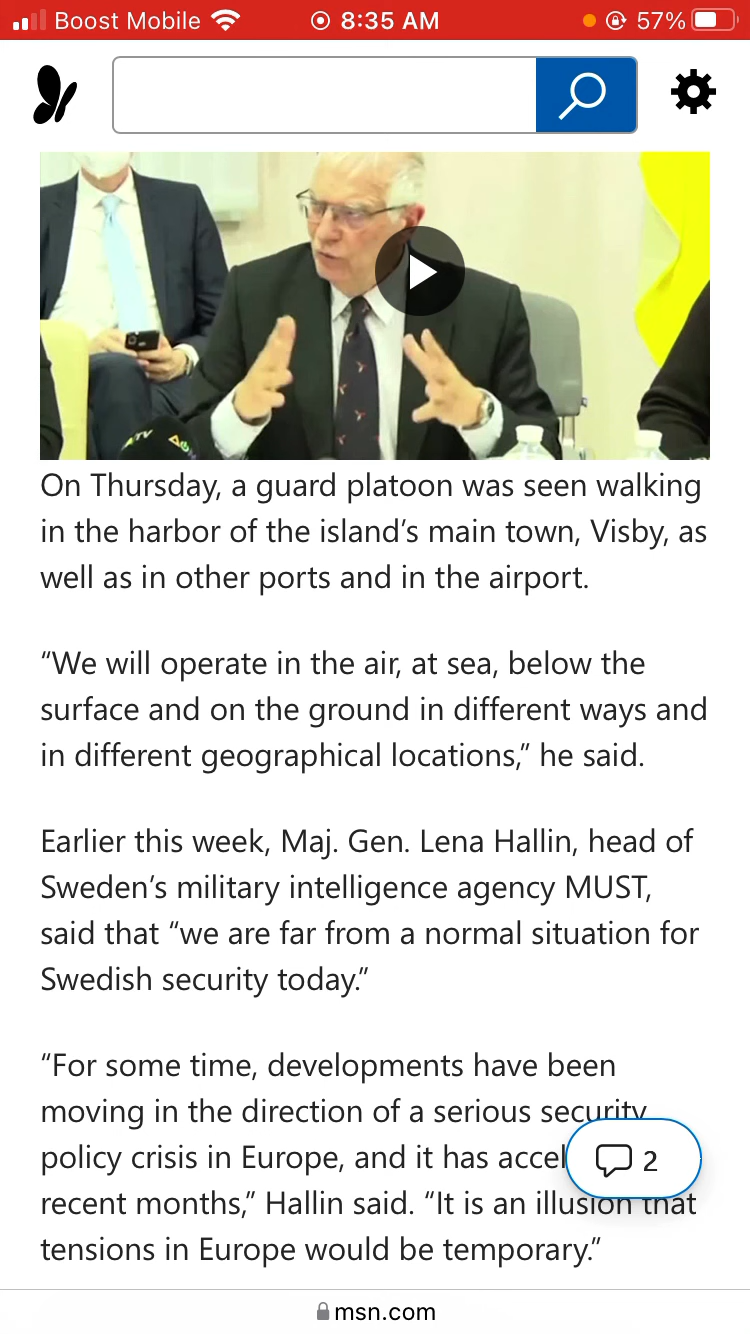 Boost Mobile
8:35 AM
57%
On Thursday, a guard platoon was seen walking
in the harbor of the island’s main town, Visby, as
well as in other ports and in the airport.
“We will operate in the air, at sea, below the
surface and on the ground in different ways and
in different geographical locations,” he said.
Earlier this week, Maj. Gen. Lena Hallin, head of
Sweden’s military intelligence agency MUST,
said that “we are far from a normal situation for
Swedish security today.”
“For some time, developments have been
moving in the direction of a serious security
policy crisis in Europe, and it has accel
2
recent months,” Hallin said. “It is an illusion that
tensions in Europe would be temporary.”
msn.com